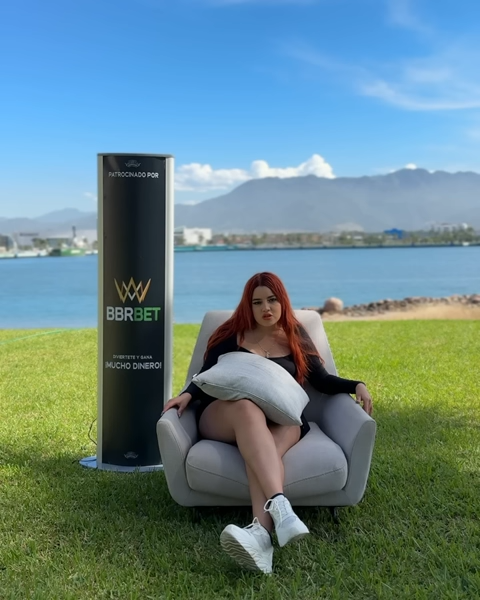 PATROCINADO POR
BBRBET
DIVIERTETE Y GANA
¡MUCHO DINERO!